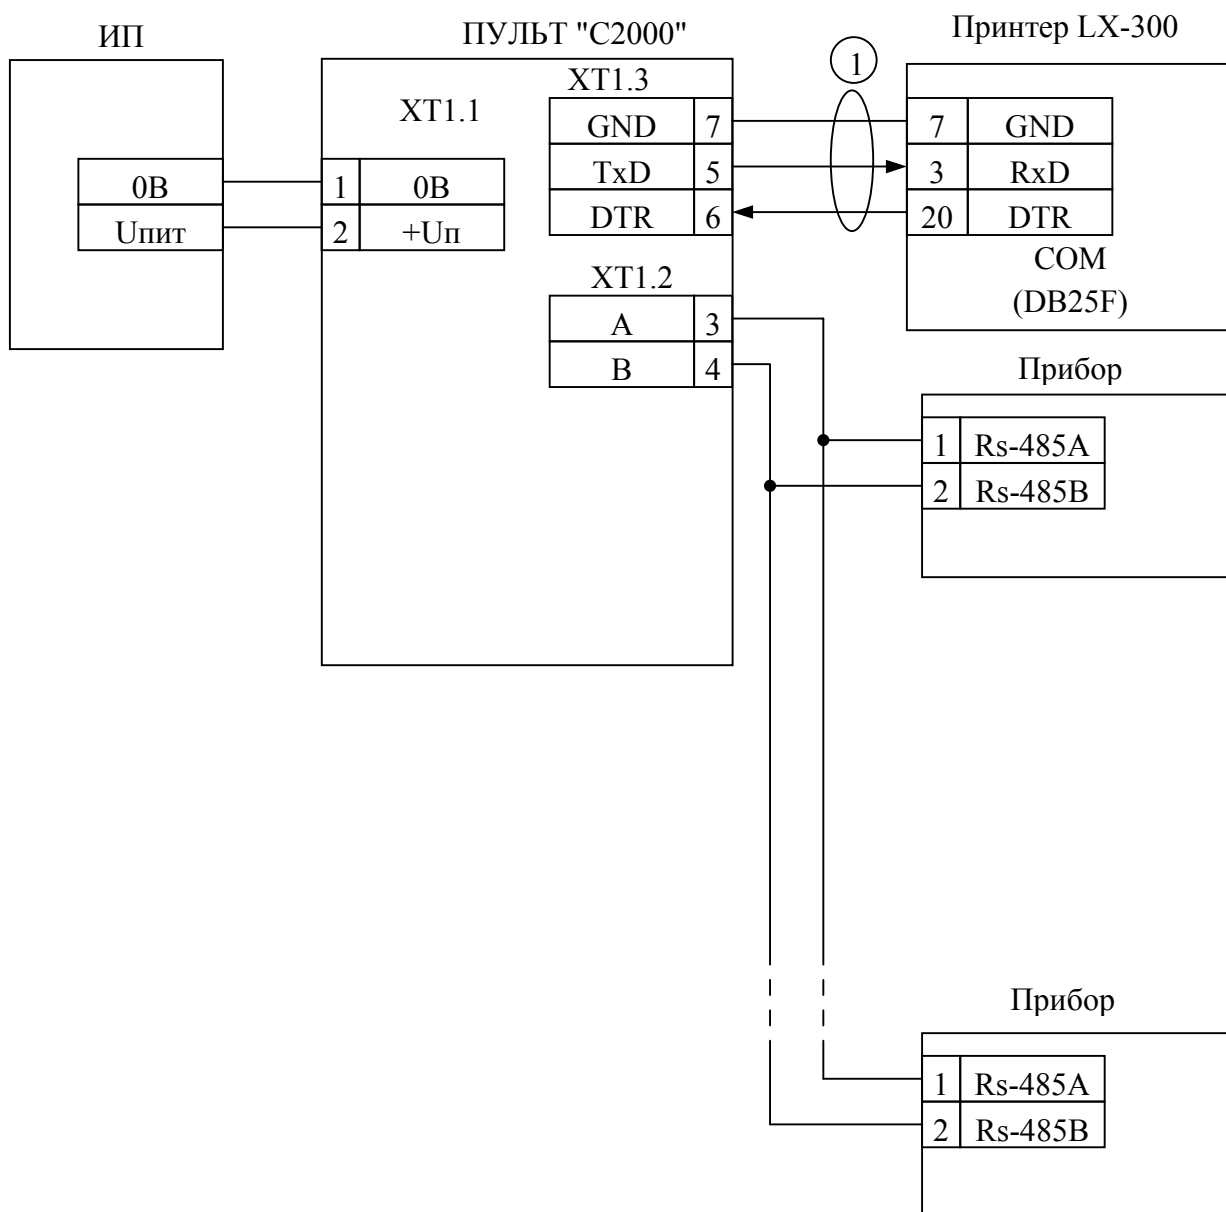 ИП
ПУЛЬТ "С2000"
Принтер LX-300
1
XT1.3
XT1.1
GND 7
7 GND
TxD 5
3 RxD
DTR 6
20 DTR
0В
1 0В
Uпит
2 +Uп
COM
(DB25F)
XT1.2
A 3
B 4
Прибор
1 Rs-485A
2 Rs-485B
Прибор
1 Rs-485A
2 Rs-485B